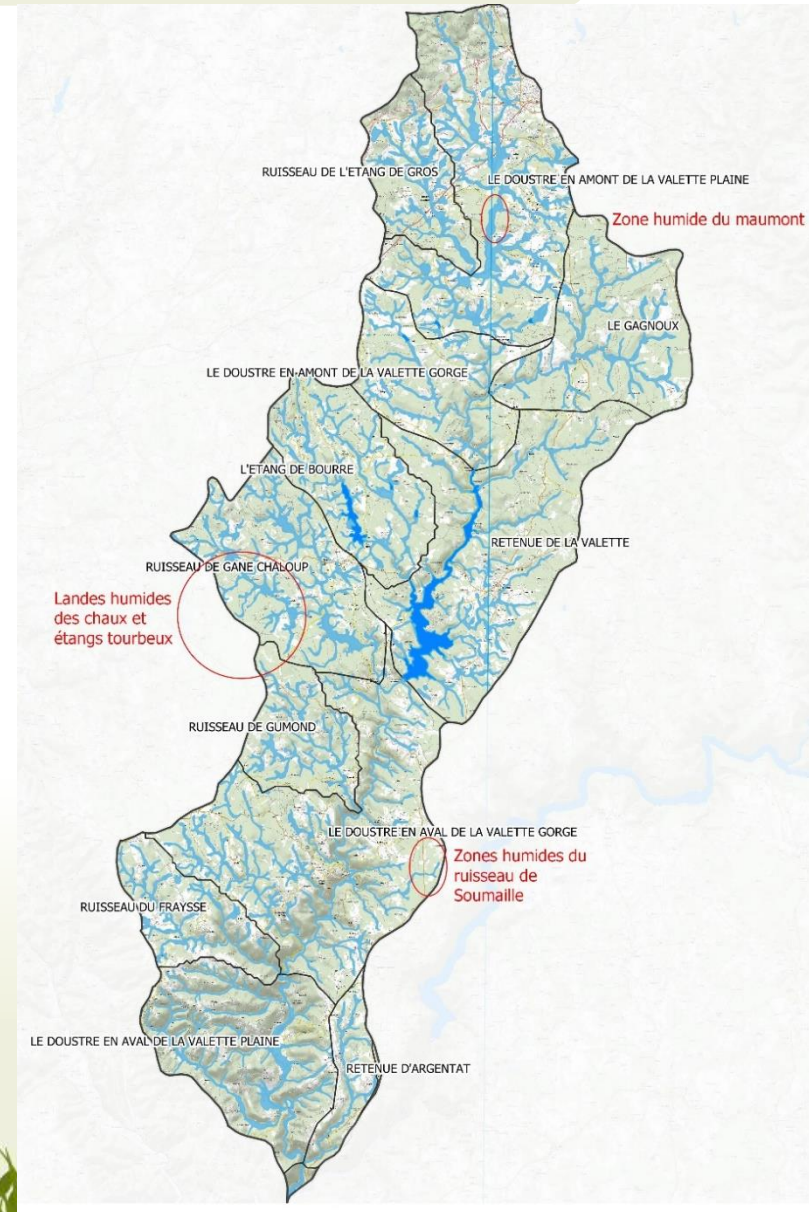 RUISSEAU DE L'ETANG DE GROS
LE DOUSTRE EN AMONT DE LA VALETTE PLAINE
Zone humide du maumont
LE GAGNOUX
LE DOUSTRE EN AMONT DE LA VALETTE GORGE
L'ETANG DE BOURRE
RETENUE DE LA VALETTE
RUISSEAU DE GANE CHALOUP
Landes humides
des chaux et
étangs tourbeux
RUISSEAU DE GUMOND
LE DOUSTRE EN AVAL DE LA VALETTE GORGE
Zones humides du
ruisseau de
Soumaille
RUISSEAU DU FRAYSSE
LE DOUSTRE EN AVAL DE LA VALETTE PLAINE
RETENUE D'ARGENTAT